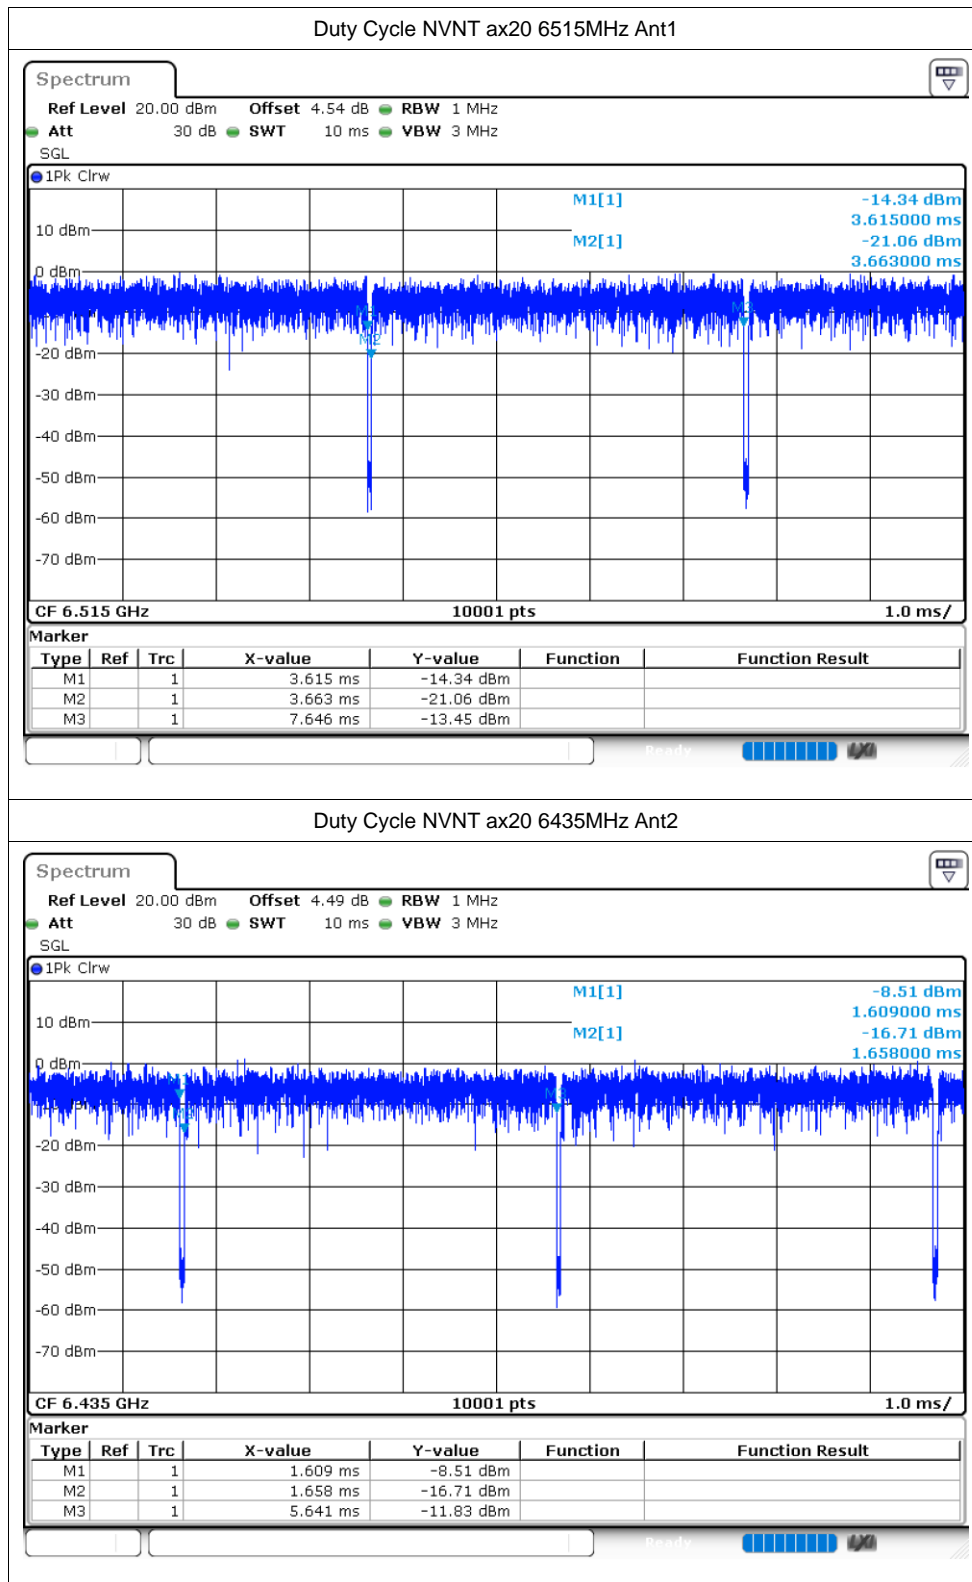 Duty Cycle NVNT ax20 6515MHz Ant1
Spectrum
Ref Level 20.00 dBm Offset 4.54 dB RBW 1 MHz
Att 30 dB SWT 10 ms VBW 3 MHz
SGL
1Pk Clrw
M1[1] -14.34 dBm
3.615000 ms
10 dBm
M2[1] -21.06 dBm
3.663000 ms
0 dBm
M3
M2
-20 dBm
-30 dBm
-40 dBm
-50 dBm
-60 dBm
-70 dBm
CF 6.515 GHz 10001 pts 1.0 ms/
Marker
Type Ref Trc X-value Y-value Function Function Result
M1 1 3.615 ms -14.34 dBm
M2 1 3.663 ms -21.06 dBm
M3 1 7.646 ms -13.45 dBm
Ready LXI
Duty Cycle NVNT ax20 6435MHz Ant2
Spectrum
Ref Level 20.00 dBm Offset 4.49 dB RBW 1 MHz
Att 30 dB SWT 10 ms VBW 3 MHz
SGL
1Pk Clrw
M1[1] -8.51 dBm
1.609000 ms
10 dBm
M2[1] -16.71 dBm
1.658000 ms
0 dBm
-20 dBm
-30 dBm
-40 dBm
-50 dBm
-60 dBm
-70 dBm
CF 6.435 GHz 10001 pts 1.0 ms/
Marker
Type Ref Trc X-value Y-value Function Function Result
M1 1 1.609 ms -8.51 dBm
M2 1 1.658 ms -16.71 dBm
M3 1 5.641 ms -11.83 dBm
Ready LXI